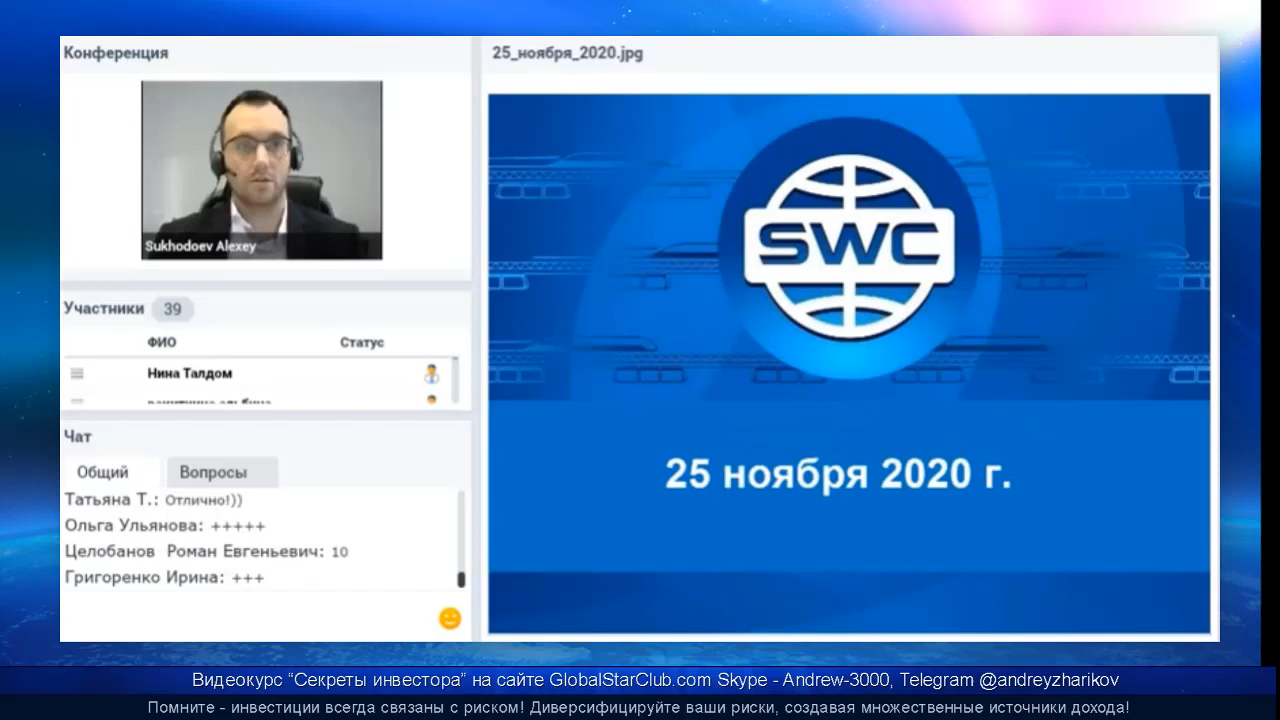 Конференция
25_ноября_2020.jpg
Sukhodoev Alexey
SWC
Участники 39
ФИО Статус
Нина Талдом
25 ноября 2020 г.
Чат
Общий Вопросы
Татьяна Т.: Отлично!))
Ольга Ульянова: +++++
Целобанов Роман Евгеньевич: 10
Григоренко Ирина: +++
Видеокурс “Секреты инвестора” на сайте GlobalStarClub.com Skype - Andrew-3000, Telegram @andreyzharikov
Помните - инвестиции всегда связаны с риском! Диверсифицируйте ваши риски, создавая множественные источники дохода!